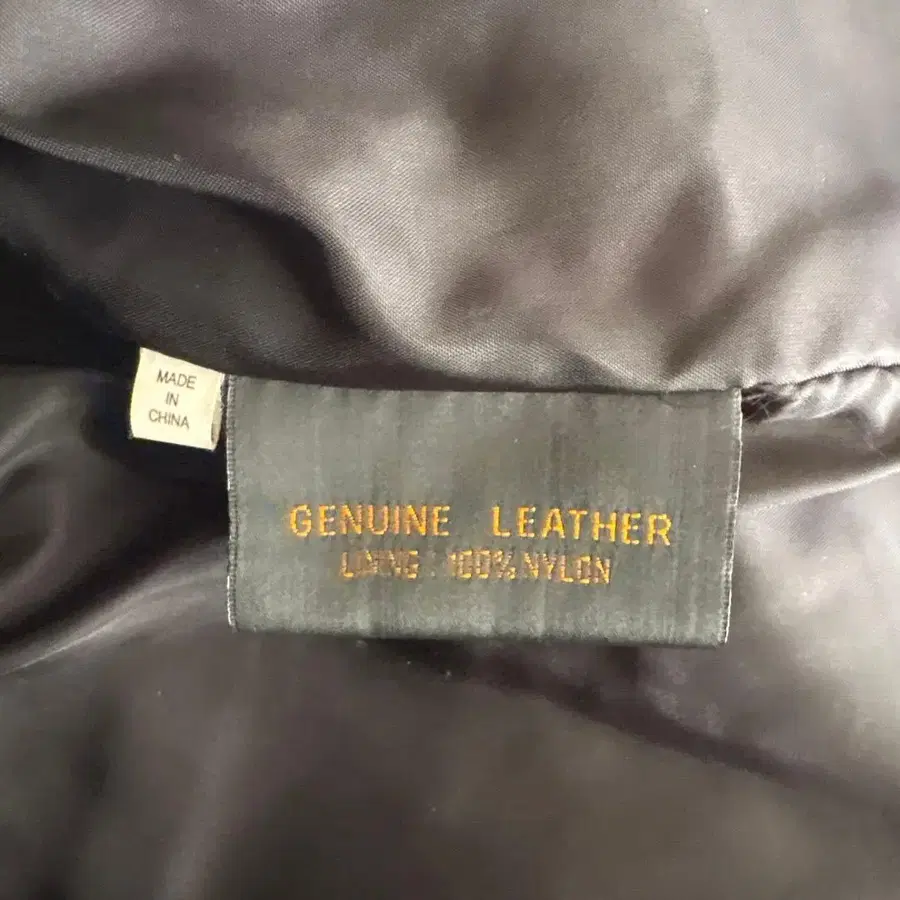 MADE
IN
CHINA
GENUINE LEATHER
LINING : 100% NYLON